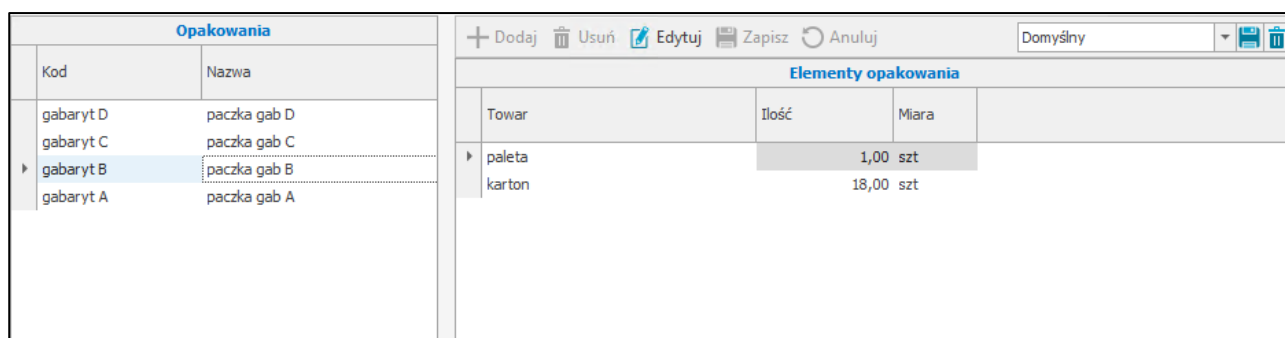 Opakowania
Kod Nazwa
gabaryt D paczka gab D
gabaryt C paczka gab C
gabaryt B paczka gab B
gabaryt A paczka gab A
Dodaj Usuń Edytuj Zapisz Anuluj Domyślny
Elementy opakowania
Towar Ilość Miara
paleta 1,00 szt
karton 18,00 szt